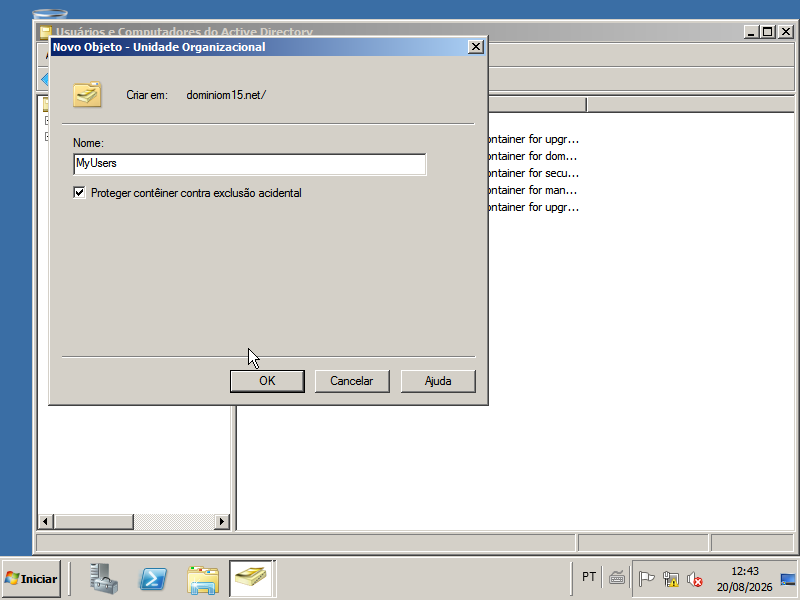 Usuários e Computadores do Active Directory
Novo Objeto - Unidade Organizacional
Criar em: dominiom15.net/
Nome:
MyUsers
Proteger contêiner contra exclusão acidental
OK
Cancelar
Ajuda
ontainer for upgr...
ontainer for dom...
ontainer for secu...
ontainer for man...
ontainer for upgr...
Iniciar
PT
12:43
20/08/2026